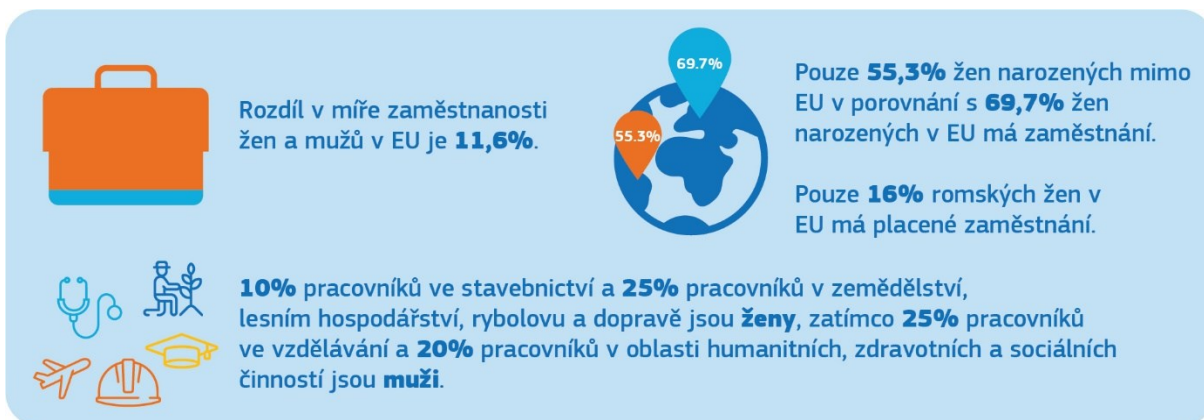 Rozdíl v míře zaměstnanosti
žen a mužů v EU je 11,6%.
69.7%
55.3%
Pouze 55,3% žen narozených mimo
EU v porovnání s 69,7% žen
narozených v EU má zaměstnání.
Pouze 16% romských žen v
EU má placené zaměstnání.
10% pracovníků ve stavebnictví a 25% pracovníků v zemědělství,
lesním hospodářství, rybolovu a dopravě jsou ženy, zatímco 25% pracovníků
ve vzdělávání a 20% pracovníků v oblasti humanitních, zdravotních a sociálních
činností jsou muži.